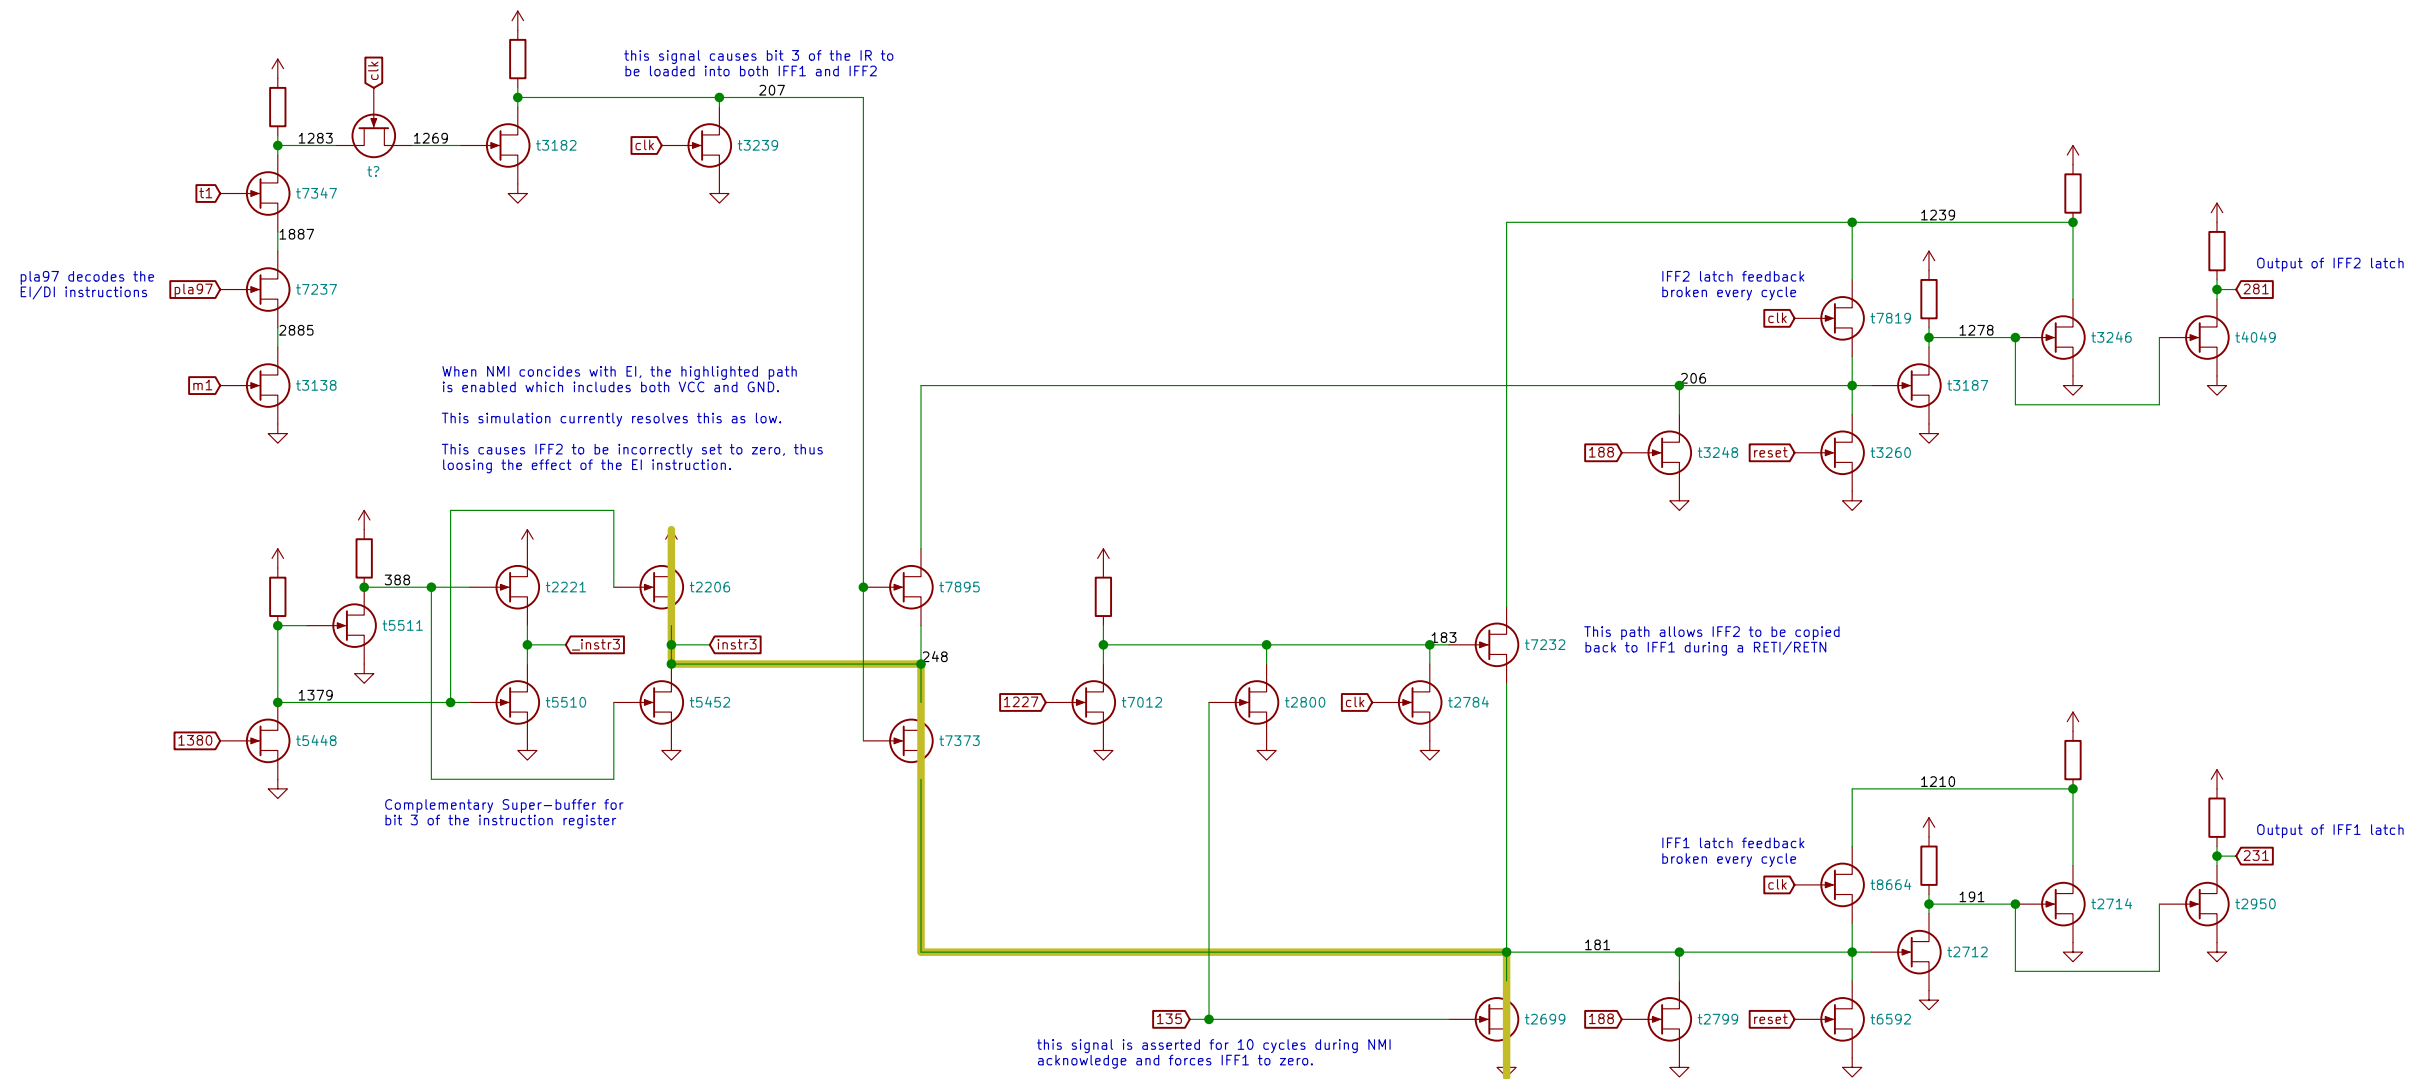 this signal causes bit 3 of the IR to
be loaded into both IFF1 and IFF2
clk
207
1283
1269
t3182
clk
t3239
t?
t1
t7347
1239
1887
pla97 decodes the
EI/DI instructions
pla97
t7237
IFF2 latch feedback
broken every cycle
Output of IFF2 latch
281
clk
t7819
2885
1278
t3246
t4049
When NMI concides with EI, the highlighted path
is enabled which includes both VCC and GND.
This simulation currently resolves this as low.
This causes IFF2 to be incorrectly set to zero, thus
loosing the effect of the EI instruction.
m1
t3138
206
t3187
188
t3248
reset
t3260
388
t2221
t2206
t7895
t5511
_instr3
instr3
248
183
t7232
This path allows IFF2 to be copied
back to IFF1 during a RETI/RETN
1379
t5510
t5452
1227
t7012
t2800
clk
t2784
1380
t5448
t7373
Complementary Super-buffer for
bit 3 of the instruction register
1210
IFF1 latch feedback
broken every cycle
Output of IFF1 latch
231
clk
t8664
191
t2714
t2950
181
t2712
135
t2699
188
t2799
reset
t6592
this signal is asserted for 10 cycles during NMI
acknowledge and forces IFF1 to zero.